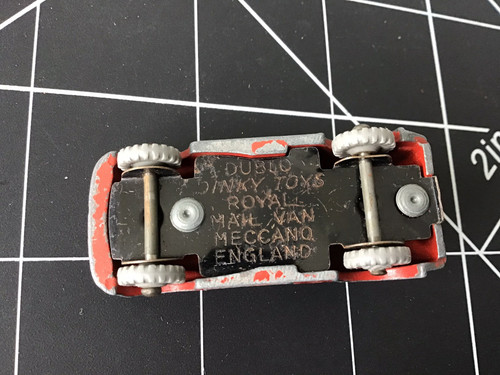 DUBLO
DINKY TOYS
ROYAL
MAIL VAN
MECCANO
ENGLAND
2in